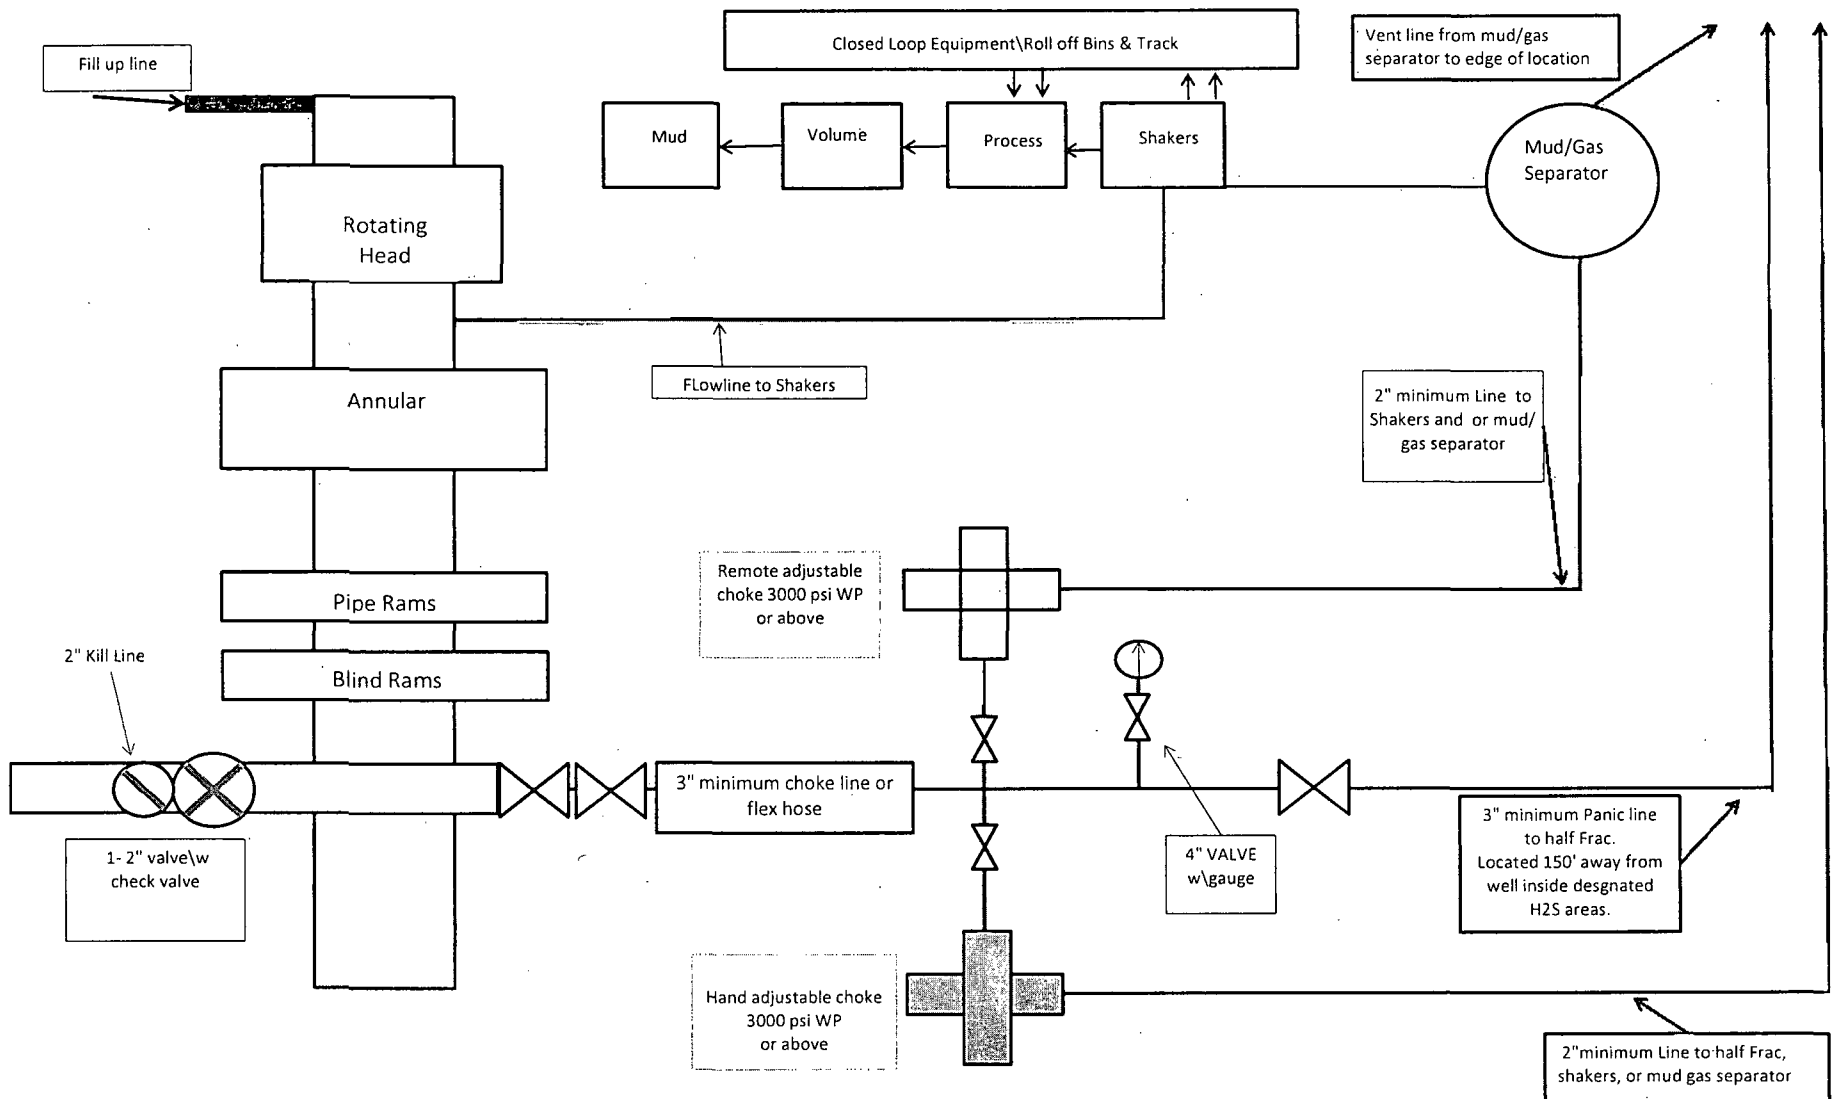 Closed Loop Equipment\Roll off Bins & Track
Vent line from mud/gas
separator to edge of location
Fill up line
Mud
Volume
Process
Shakers
Mud/Gas
Separator
Rotating
Head
FLowline to Shakers
Annular
2" minimum Line to
Shakers and or mud/
gas separator
Remote adjustable
choke 3000 psi WP
or above
Pipe Rams
2" Kill Line
Blind Rams
3" minimum choke line or
flex hose
1- 2" valve\w
check valve
4" VALVE
w\gauge
3" minimum Panic line
to half Frac.
Located 150' away from
well inside desgnated
H2S areas.
Hand adjustable choke
3000 psi WP
or above
2"minimum Line to half Frac,
shakers, or mud gas separator